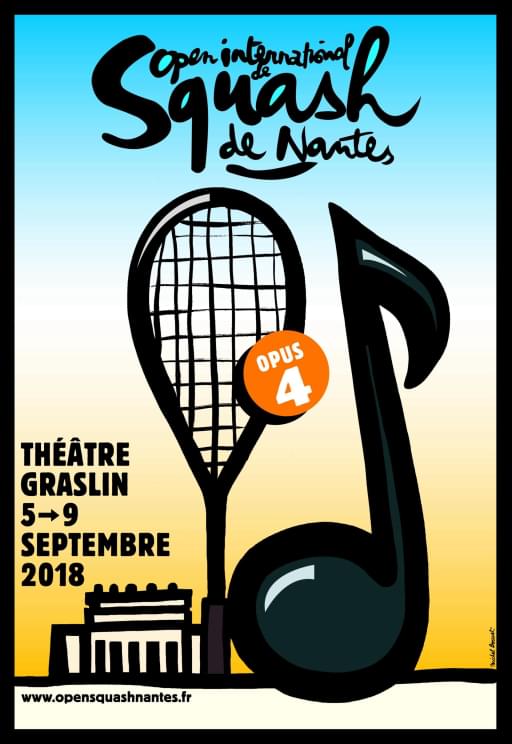 Open international
de
Squash
de Nantes
OPUS
4
THÉÂTRE
GRASLIN
5→9
SEPTEMBRE
2018
www.opensquashnantes.fr